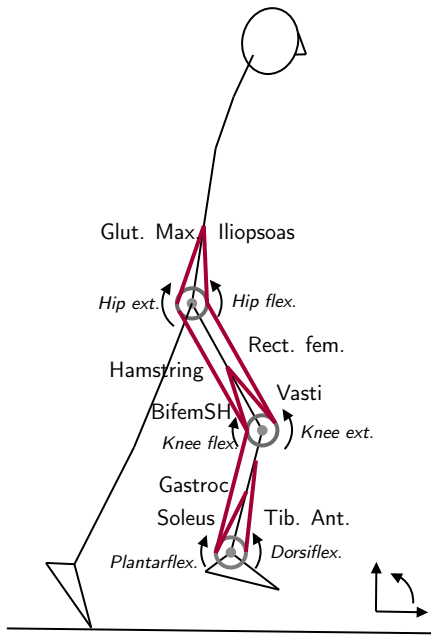 Glut. Max. Iliopsoas
Hip ext. Hip flex.
Rect. fem.
Hamstring
Vasti
BifemSH
Knee flex. Knee ext.
Gastroc
Soleus Tib. Ant.
Plantarflex. Dorsiflex.